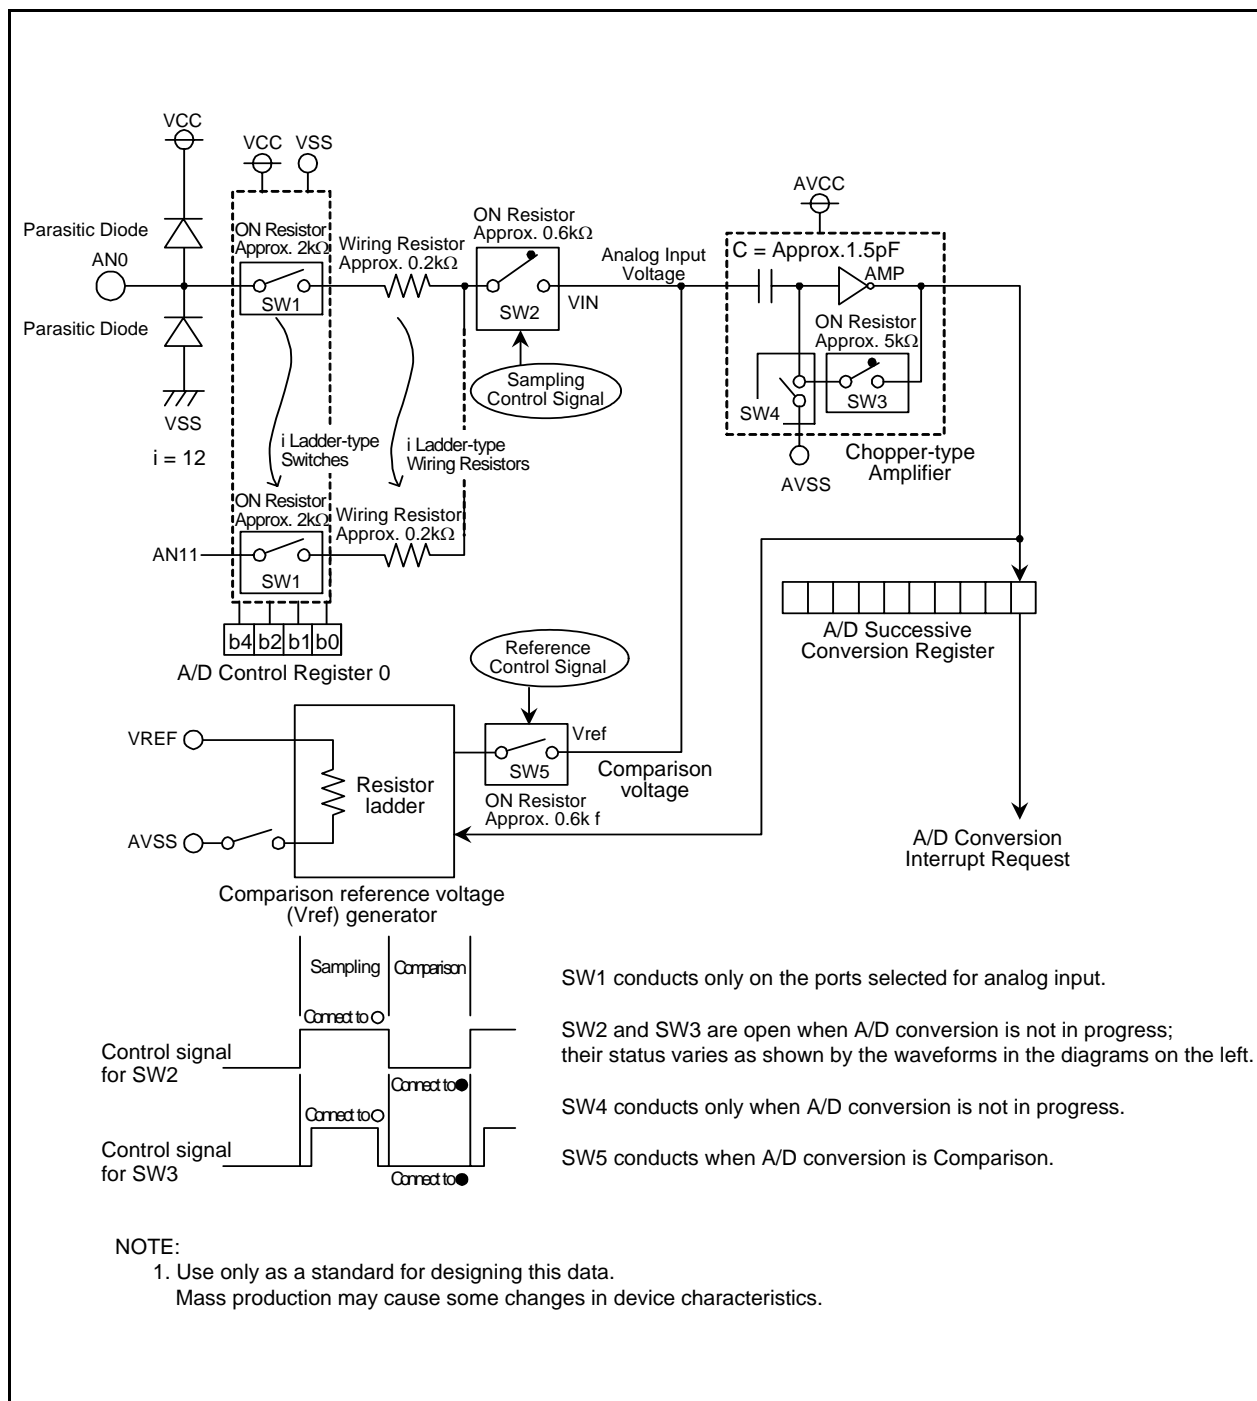 VCC
VCC VSS
AVCC
Parasitic Diode
AN0
Parasitic Diode
VSS
i = 12
ON Resistor
Approx. 2kΩ
SW1
Wiring Resistor
Approx. 0.2kΩ
ON Resistor
Approx. 0.6kΩ
SW2
VIN
Analog Input
Voltage
Sampling
Control Signal
C = Approx.1.5pF
AMP
ON Resistor
Approx. 5kΩ
SW3
SW4
AVSS
Chopper-type
Amplifier
i Ladder-type
Switches
i Ladder-type
Wiring Resistors
ON Resistor
Approx. 2kΩ
Wiring Resistor
Approx. 0.2kΩ
AN11
SW1
b4 b2 b1 b0
A/D Control Register 0
A/D Successive
Conversion Register
Reference
Control Signal
VREF
AVSS
Resistor
ladder
Vref
SW5
ON Resistor
Approx. 0.6k f
Comparison
voltage
A/D Conversion
Interrupt Request
Comparison reference voltage
(Vref) generator
Sampling Comparison
Connect to ○
Control signal
for SW2
Connect to ●
Connect to ○
Control signal
for SW3
Connect to ●
SW1 conducts only on the ports selected for analog input.
SW2 and SW3 are open when A/D conversion is not in progress;
their status varies as shown by the waveforms in the diagrams on the left.
SW4 conducts only when A/D conversion is not in progress.
SW5 conducts when A/D conversion is Comparison.
NOTE:
1. Use only as a standard for designing this data.
Mass production may cause some changes in device characteristics.